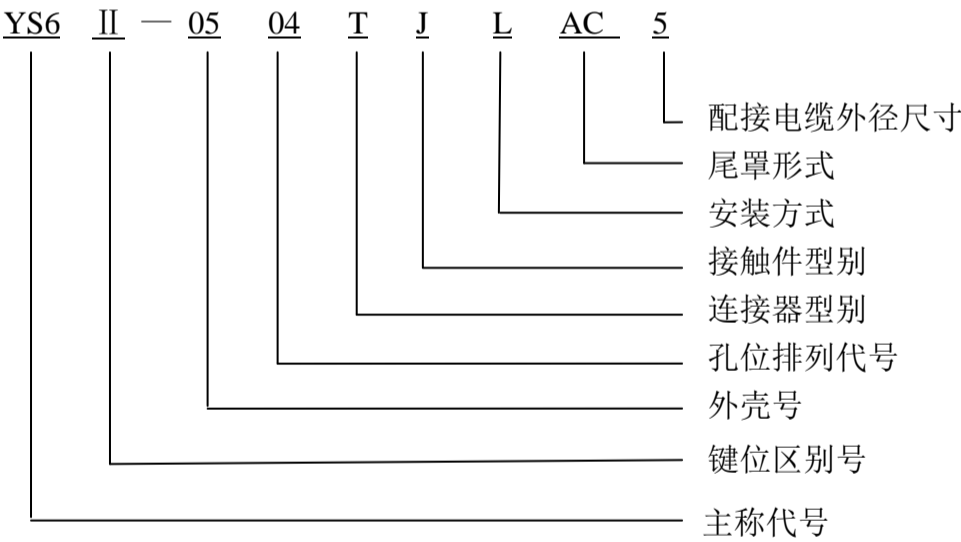 YS6 Ⅱ — 05 04 T J L AC 5
配接电缆外径尺寸
尾罩形式
安装方式
接触件型别
连接器型别
孔位排列代号
外壳号
键位区别号
主称代号